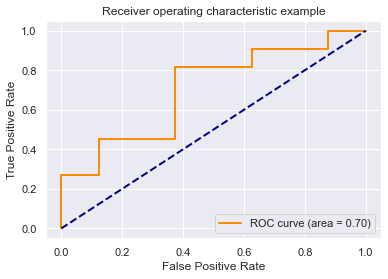 Receiver operating characteristic example
True Positive Rate
1.0
0.8
0.6
0.4
0.2
0.0
ROC curve (area = 0.70)
0.0 0.2 0.4 0.6 0.8 1.0
False Positive Rate